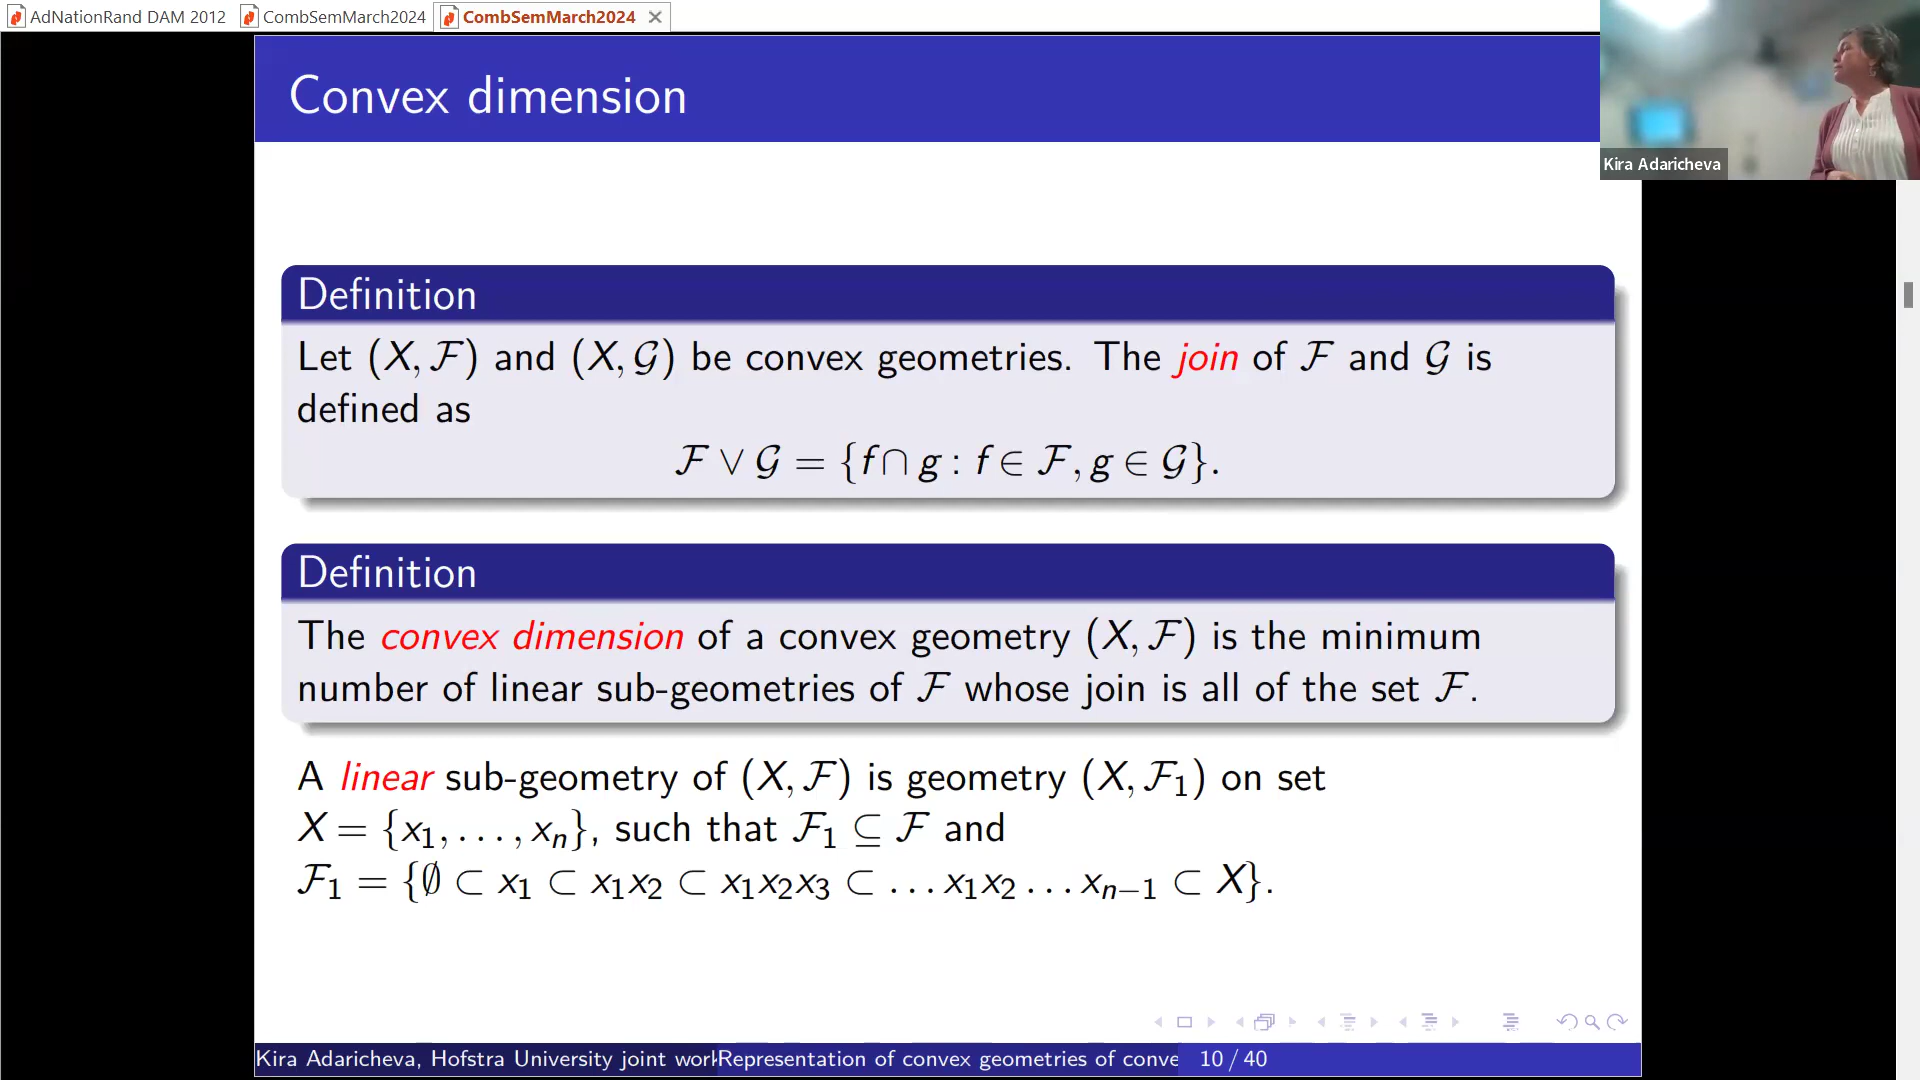 AdNationRand DAM 2012 CombSemMarch2024 CombSemMarch2024
Convex dimension
Kira Adaricheva
Definition
Let (X, ℱ) and (X, 𝒢) be convex geometries. The join of ℱ and 𝒢 is
defined as
ℱ ∨ 𝒢 = {f ∩ g : f ∈ ℱ, g ∈ 𝒢}.
Definition
The convex dimension of a convex geometry (X, ℱ) is the minimum
number of linear sub-geometries of ℱ whose join is all of the set ℱ.
A linear sub-geometry of (X, ℱ) is geometry (X, ℱ₁) on set
X = {x₁, . . . , xₙ}, such that ℱ₁ ⊆ ℱ and
ℱ₁ = {∅ ⊂ x₁ ⊂ x₁x₂ ⊂ x₁x₂x₃ ⊂ . . . x₁x₂ . . . xₙ₋₁ ⊂ X}.
Kira Adaricheva, Hofstra University joint work Representation of convex geometries of conve 10 / 40